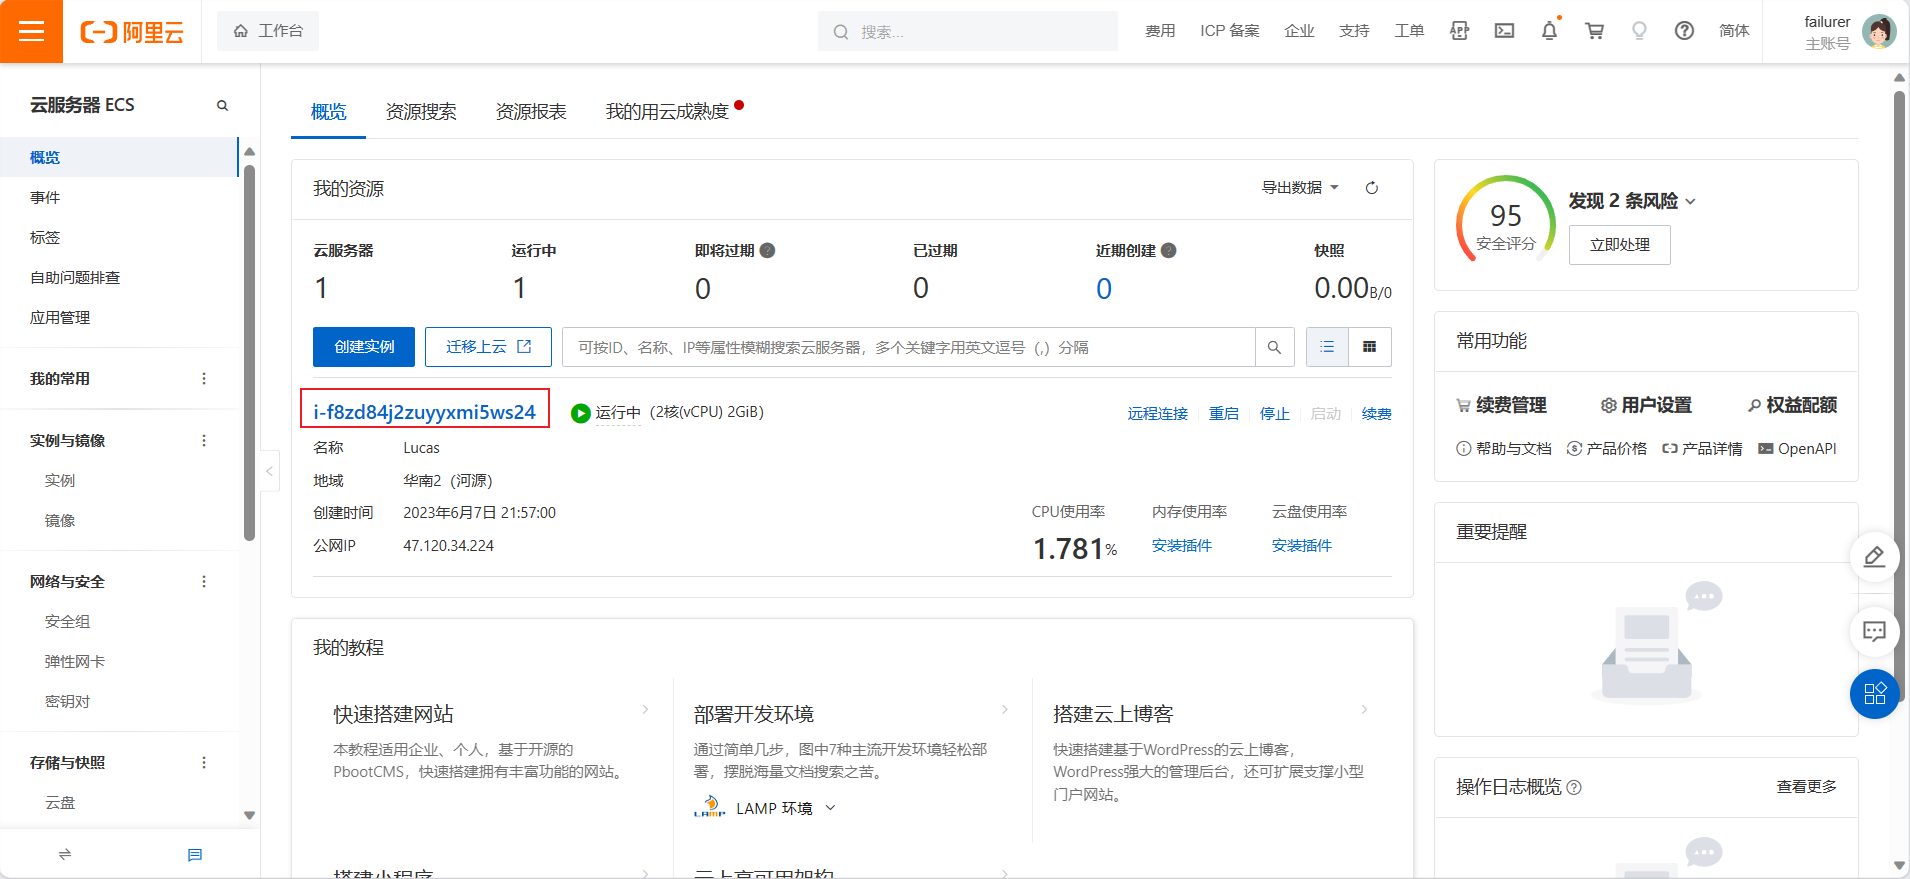 阿里云
工作台
搜索...
费用
ICP 备案
企业
支持
工单
APP
简体
failurer
主账号
云服务器 ECS
概览
事件
标签
自助问题排查
应用管理
我的常用
实例与镜像
实例
镜像
网络与安全
安全组
弹性网卡
密钥对
存储与快照
云盘
概览
资源搜索
资源报表
我的用云成熟度
我的资源
导出数据
云服务器
运行中
即将过期
已过期
近期创建
快照
1
1
0
0
0
0.00B/0
创建实例
迁移上云
可按ID、名称、IP等属性模糊搜索云服务器，多个关键字用英文逗号（,）分隔
i-f8zd84j2zuyyxmi5ws24
运行中
(2核(vCPU) 2GiB)
远程连接
重启
停止
启动
续费
名称
Lucas
地域
华南2（河源）
创建时间
2023年6月7日 21:57:00
公网IP
47.120.34.224
CPU使用率
内存使用率
云盘使用率
1.781%
安装插件
安装插件
我的教程
快速搭建网站
本教程适用企业、个人，基于开源的
PbootCMS，快速搭建拥有丰富功能的网站。
部署开发环境
通过简单几步，图中7种主流开发环境轻松部
署，摆脱海量文档搜索之苦。
LAMP
LAMP 环境
搭建云上博客
快速搭建基于WordPress的云上博客，
WordPress强大的管理后台，还可扩展支撑小型
门户网站。
搭建小程序
云上高可用架构
95
安全评分
发现 2 条风险
立即处理
常用功能
续费管理
用户设置
权益配额
帮助与文档
产品价格
产品详情
OpenAPI
重要提醒
操作日志概览
查看更多